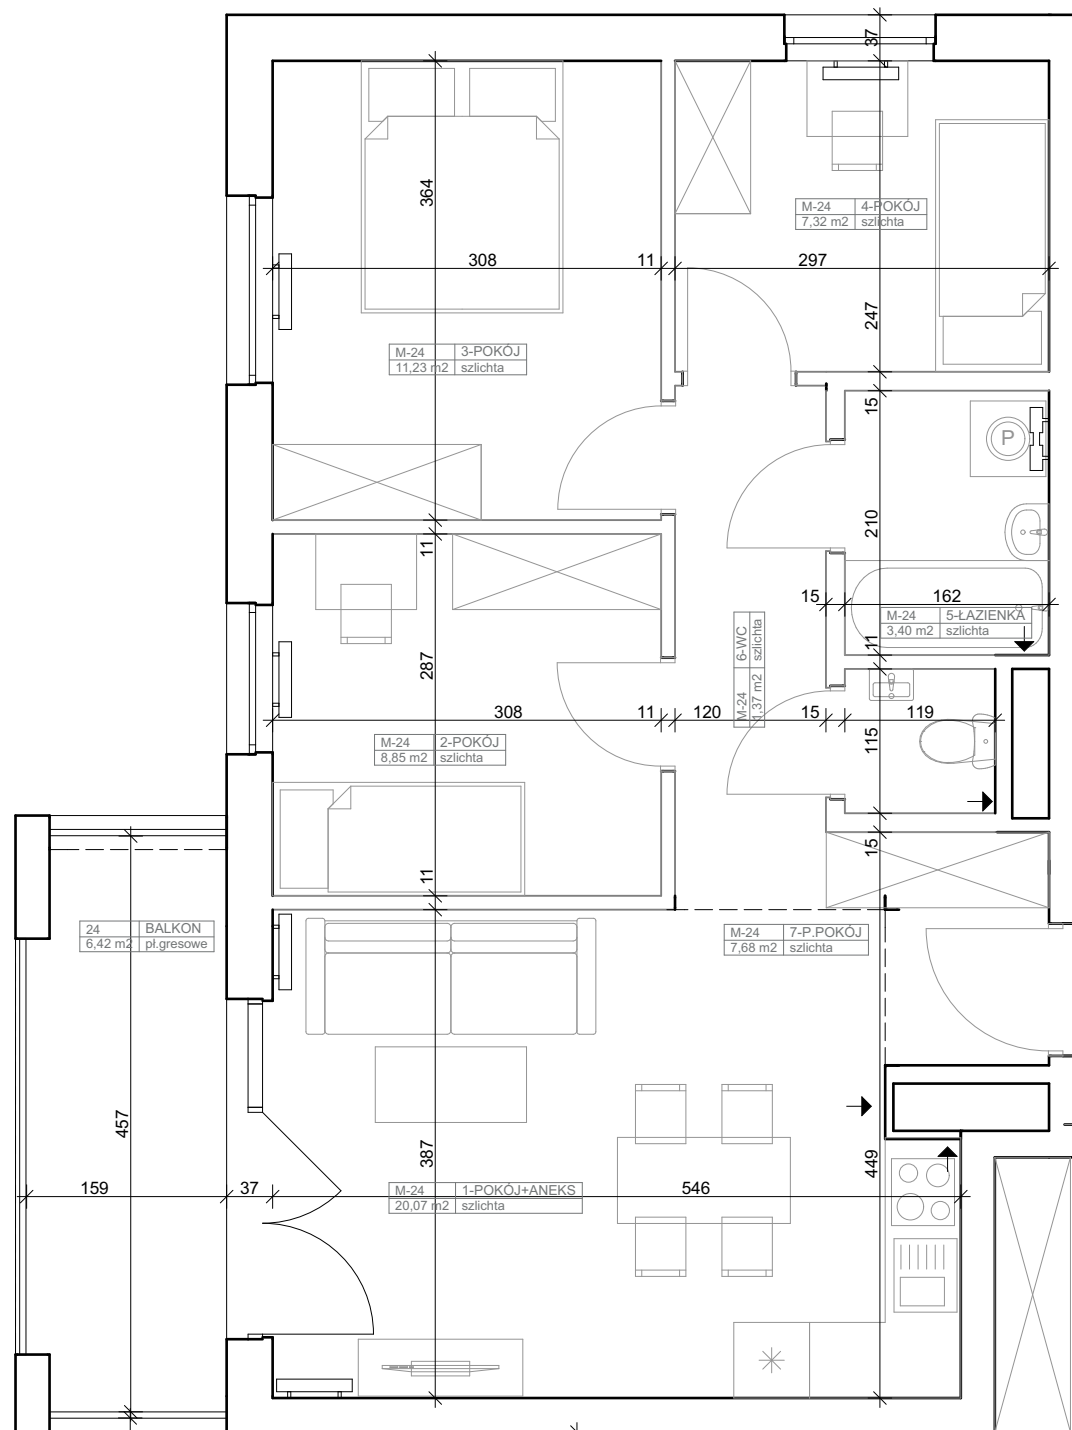 37
364
M-24 4-POKÓJ
7,32 m2 szlichta
308
11
297
247
M-24 3-POKÓJ
11,23 m2 szlichta
15
P
210
11
15
162
M-24 5-ŁAZIENKA
3,40 m2 szlichta
11
M-24 6-WC
1,37 m2 szlichta
287
308
11
120
15
119
115
M-24 2-POKÓJ
8,85 m2 szlichta
15
11
24 BALKON
6,42 m2 pł.gresowe
M-24 7-P.POKÓJ
7,68 m2 szlichta
457
387
449
159
37
M-24 1-POKÓJ+ANEKS
20,07 m2 szlichta
546